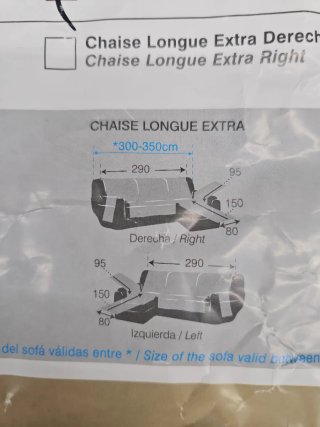 Chaise Longue Extra Derech
Chaise Longue Extra Right
CHAISE LONGUE EXTRA
*300-350cm
290
95
150
80
Derecha / Right
290
95
150
80
Izquierda / Left
del sofá válidas entre * / Size of the sofa valid between